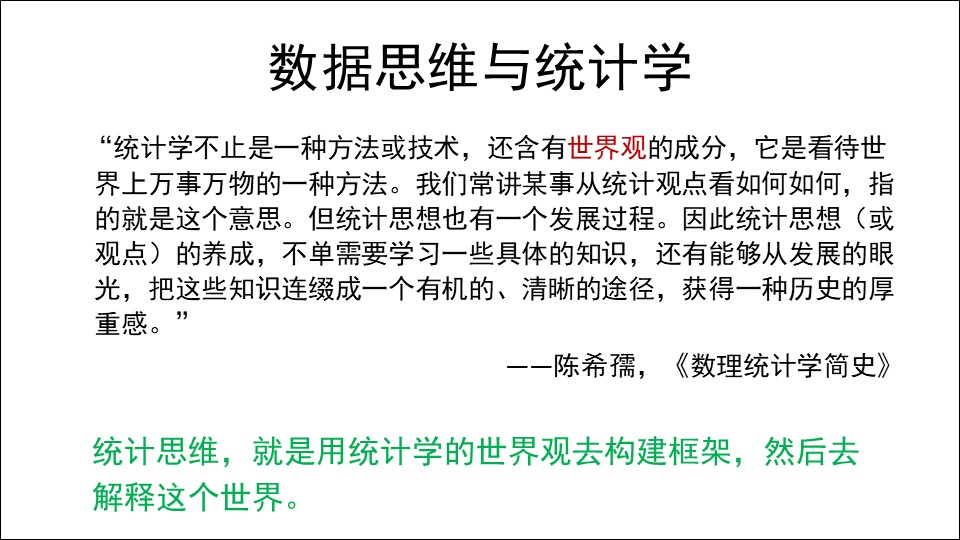 数据思维与统计学
“统计学不止是一种方法或技术，还含有世界观的成分，它是看待世
界上万事万物的一种方法。我们常讲某事从统计观点看如何如何，指
的就是这个意思。但统计思想也有一个发展过程。因此统计思想（或
观点）的养成，不单需要学习一些具体的知识，还有能够从发展的眼
光，把这些知识连缀成一个有机的、清晰的途径，获得一种历史的厚
重感。”
——陈希孺，《数理统计学简史》
统计思维，就是用统计学的世界观去构建框架，然后去
解释这个世界。